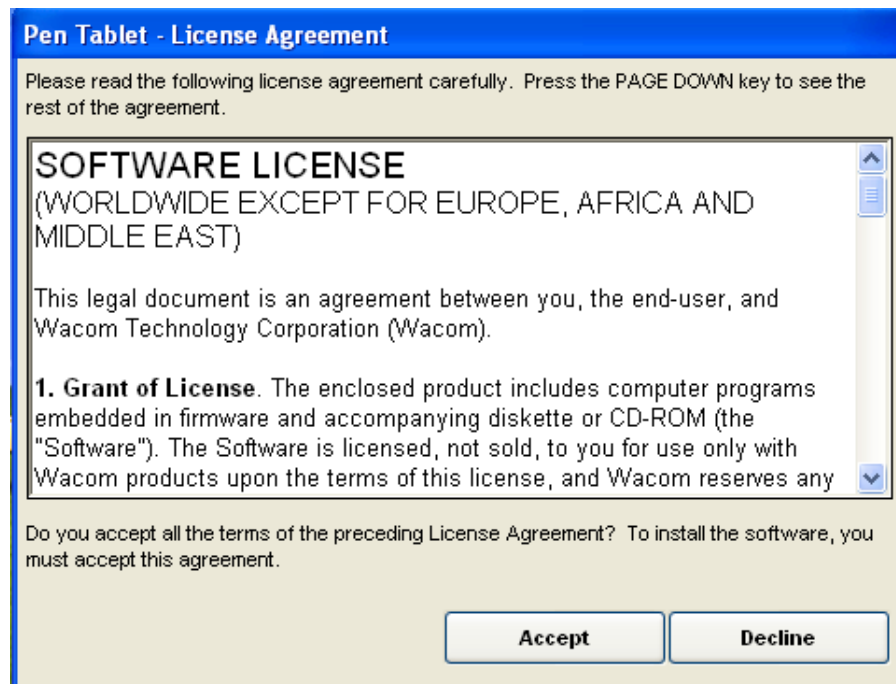 Pen Tablet - License Agreement
Please read the following license agreement carefully. Press the PAGE DOWN key to see the
rest of the agreement.
SOFTWARE LICENSE
(WORLDWIDE EXCEPT FOR EUROPE, AFRICA AND
MIDDLE EAST)
This legal document is an agreement between you, the end-user, and
Wacom Technology Corporation (Wacom).
1. Grant of License. The enclosed product includes computer programs
embedded in firmware and accompanying diskette or CD-ROM (the
"Software"). The Software is licensed, not sold, to you for use only with
Wacom products upon the terms of this license, and Wacom reserves any
Do you accept all the terms of the preceding License Agreement? To install the software, you
must accept this agreement.
Accept Decline